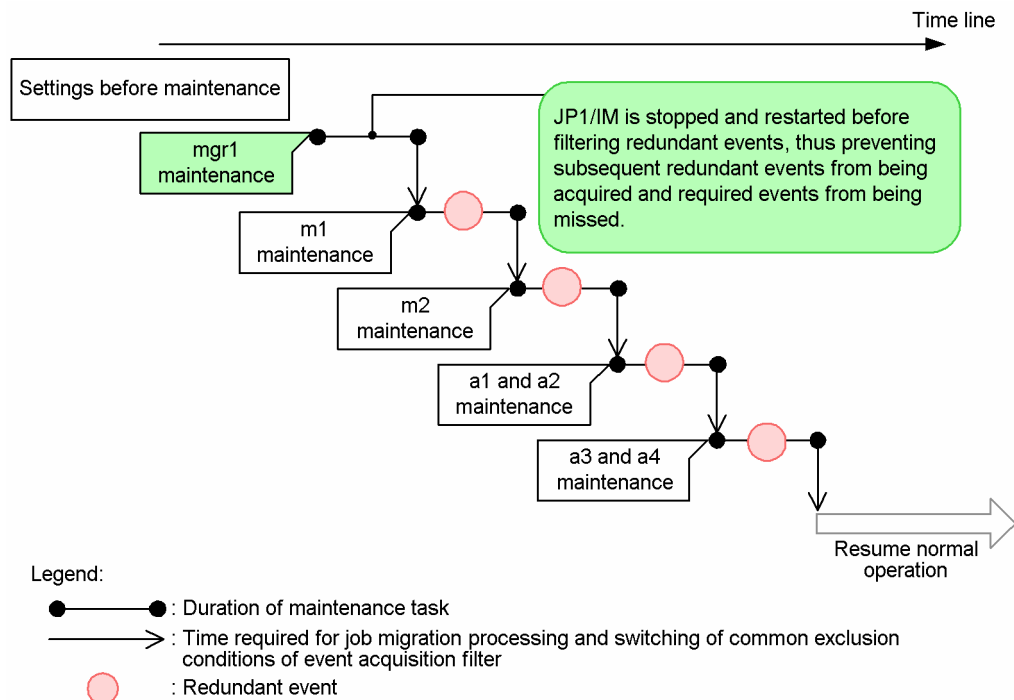 Time line
Settings before maintenance
JP1/IM is stopped and restarted before
filtering redundant events, thus preventing
subsequent redundant events from being
acquired and required events from being
missed.
mgr1
maintenance
m1
maintenance
m2
maintenance
a1 and a2
maintenance
a3 and a4
maintenance
Resume normal
operation
Legend:
: Duration of maintenance task
: Time required for job migration processing and switching of common exclusion
conditions of event acquisition filter
: Redundant event